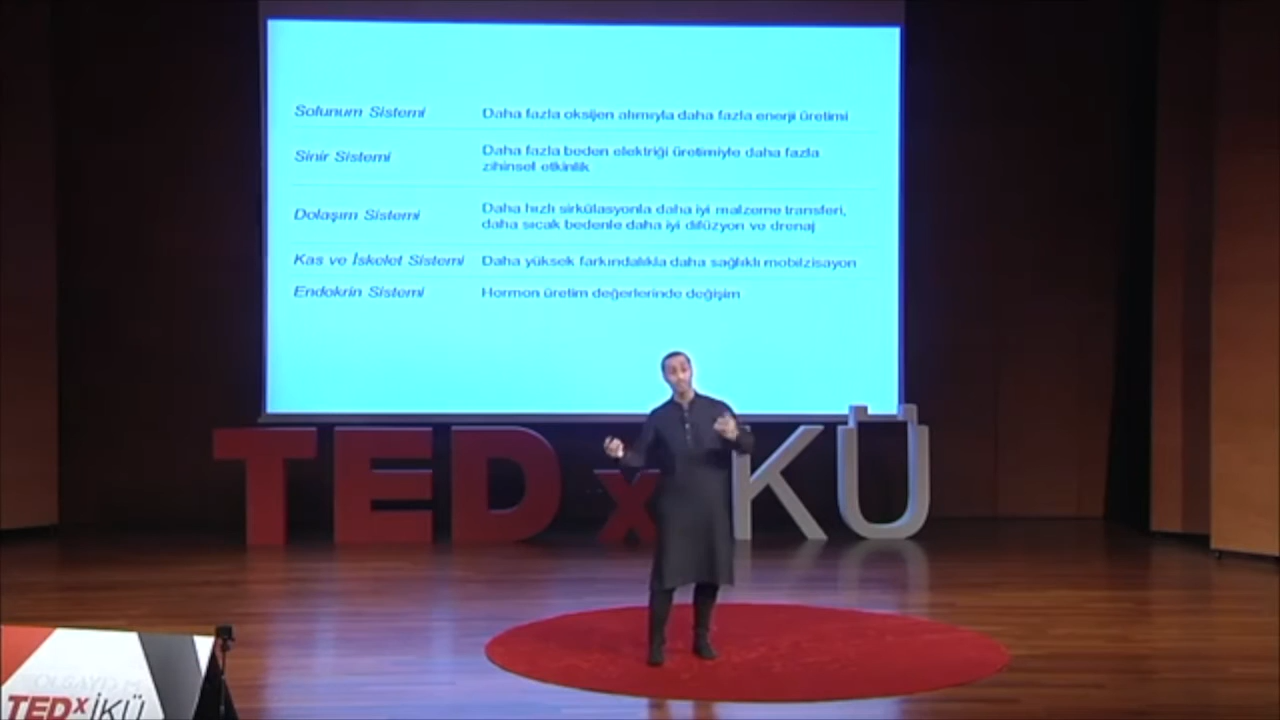 Solunum Sistemi Daha fazla oksijen alımıyla daha fazla enerji üretimi
Sinir Sistemi Daha fazla beden elektriği üretimiyle daha fazla
zihinsel etkinlik
Dolaşım Sistemi Daha hızlı sirkülasyonla daha iyi malzeme transferi,
daha sıcak bedenle daha iyi difüzyon ve drenaj
Kas ve İskelet Sistemi Daha yüksek farkındalıkla daha sağlıklı mobilzisayon
Endokrin Sistemi Hormon üretim değerlerinde değişim
TEDx KÜ
TEDxİKÜ